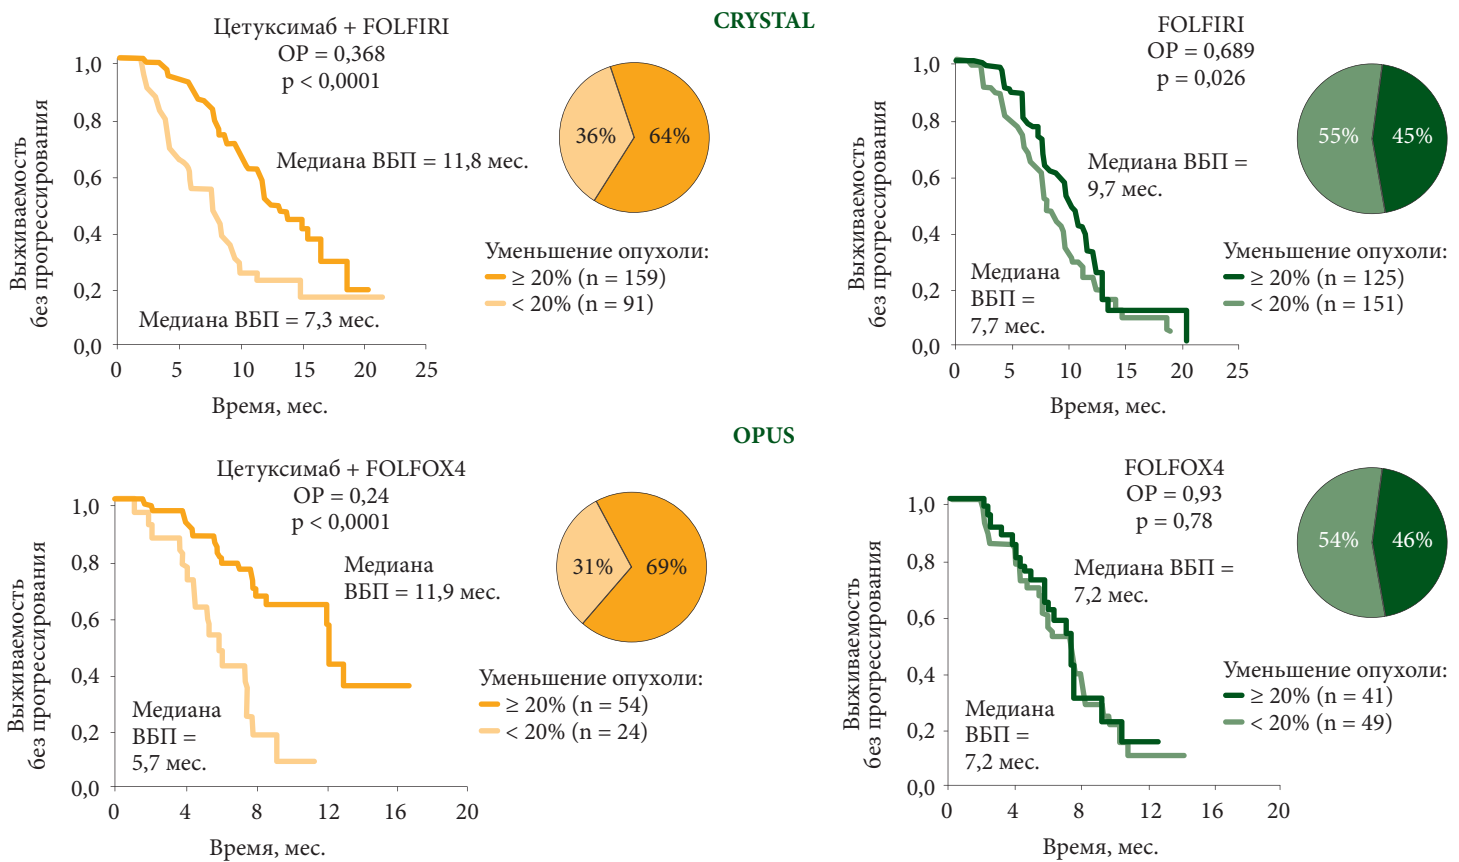 CRYSTAL
Цетуксимаб + FOLFIRI
ОР = 0,368
p < 0,0001
Выживаемость
без прогрессирования
1,0
0,8
0,6
0,4
0,2
0,0
Медиана ВБП = 11,8 мес.
Медиана ВБП = 7,3 мес.
0 5 10 15 20 25
Время, мес.
36% 64%
Уменьшение опухоли:
≥ 20% (n = 159)
< 20% (n = 91)
FOLFIRI
ОР = 0,689
p = 0,026
Выживаемость
без прогрессирования
1,0
0,8
0,6
0,4
0,2
0,0
Медиана ВБП =
9,7 мес.
Медиана
ВБП =
7,7 мес.
0 5 10 15 20 25
Время, мес.
55% 45%
Уменьшение опухоли:
≥ 20% (n = 125)
< 20% (n = 151)
OPUS
Цетуксимаб + FOLFOX4
ОР = 0,24
p < 0,0001
Выживаемость
без прогрессирования
1,0
0,8
0,6
0,4
0,2
0,0
Медиана
ВБП = 11,9 мес.
Медиана
ВБП =
5,7 мес.
0 4 8 12 16 20
Время, мес.
31% 69%
Уменьшение опухоли:
≥ 20% (n = 54)
< 20% (n = 24)
FOLFOX4
ОР = 0,93
p = 0,78
Выживаемость
без прогрессирования
1,0
0,8
0,6
0,4
0,2
0,0
Медиана ВБП =
7,2 мес.
Медиана
ВБП =
7,2 мес.
0 4 8 12 16 20
Время, мес.
54% 46%
Уменьшение опухоли:
≥ 20% (n = 41)
< 20% (n = 49)